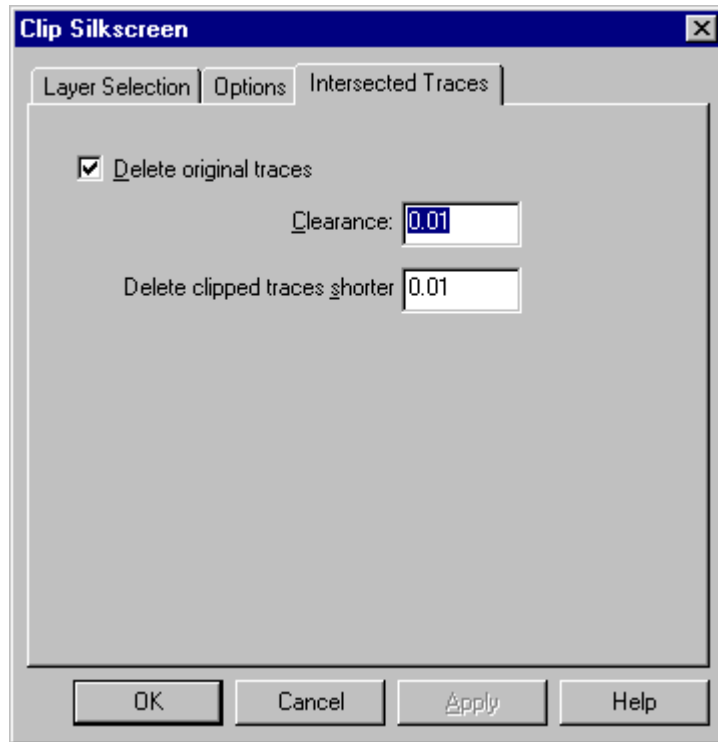 Clip Silkscreen
Layer Selection Options Intersected Traces
Delete original traces
Clearance: 0.01
Delete clipped traces shorter 0.01
OK Cancel Apply Help